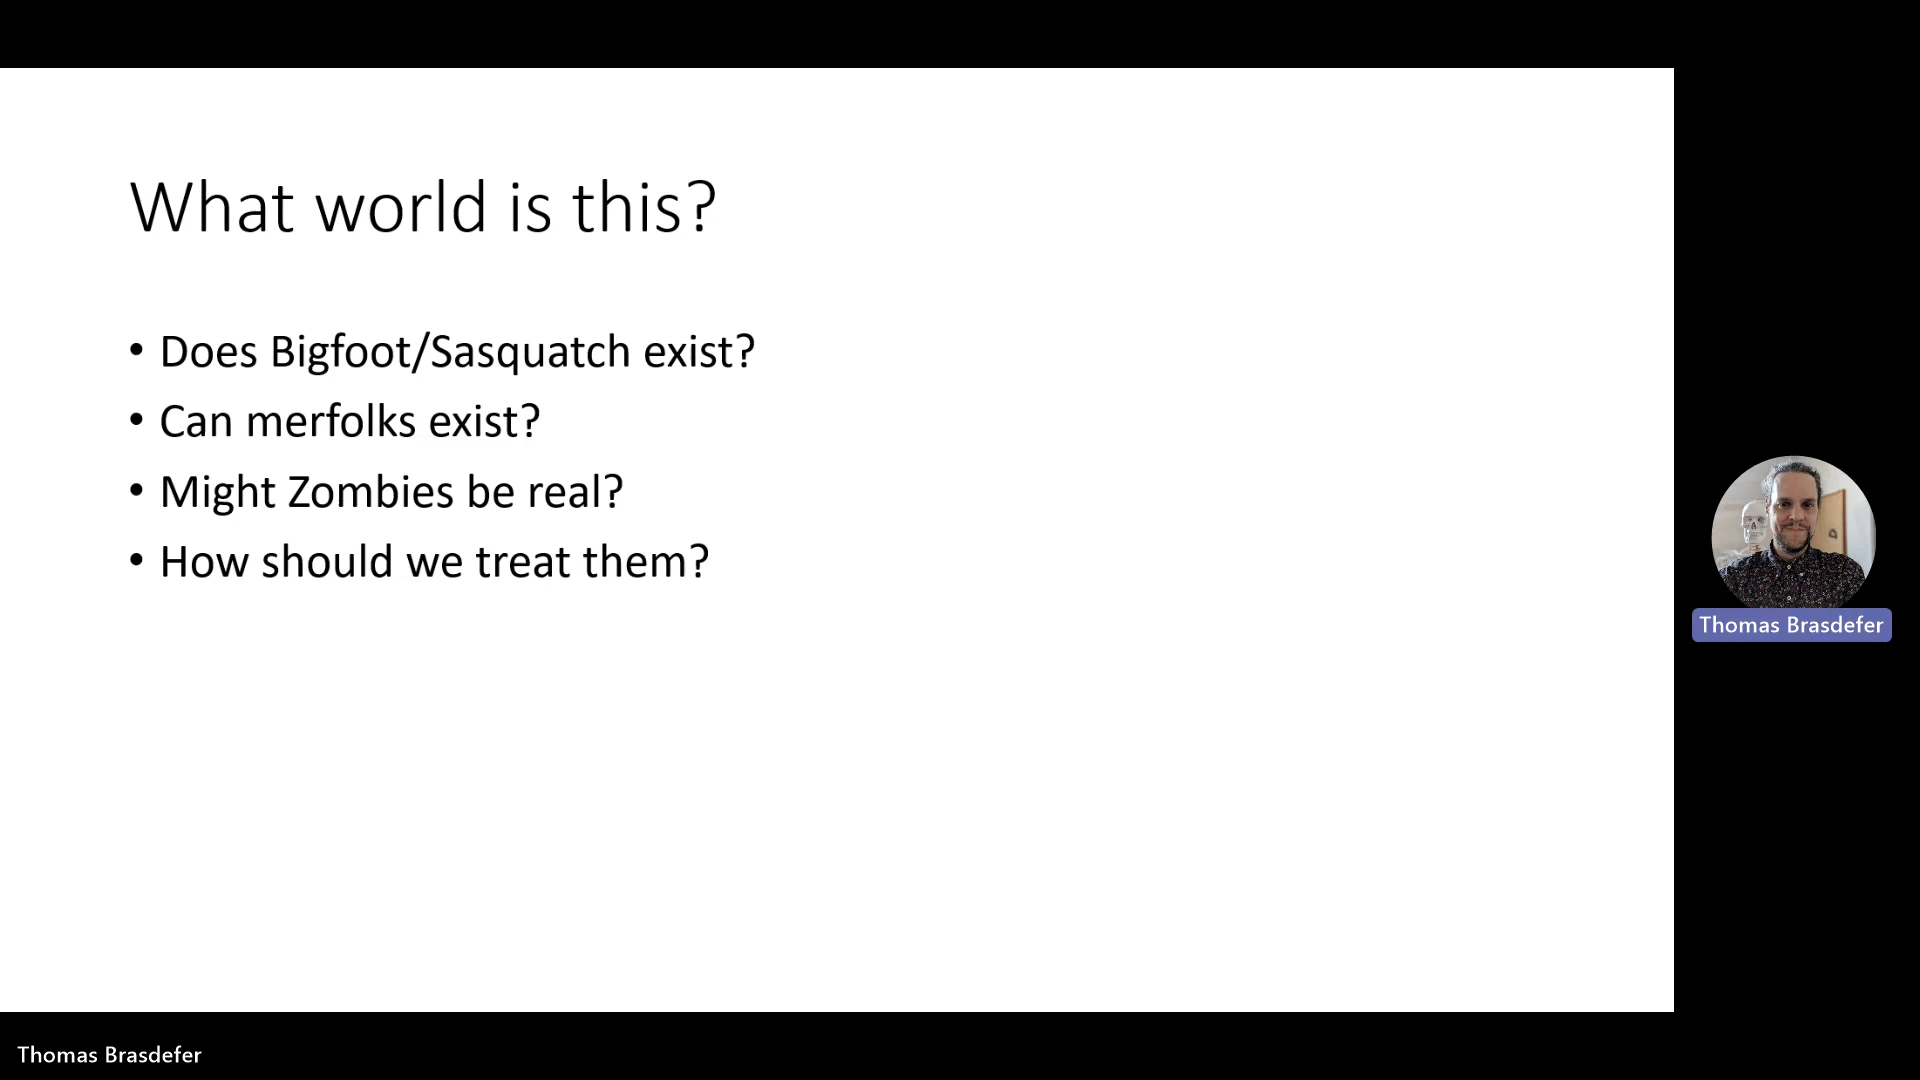 What world is this?
• Does Bigfoot/Sasquatch exist?
• Can merfolks exist?
• Might Zombies be real?
• How should we treat them?
Thomas Brasdefer
Thomas Brasdefer